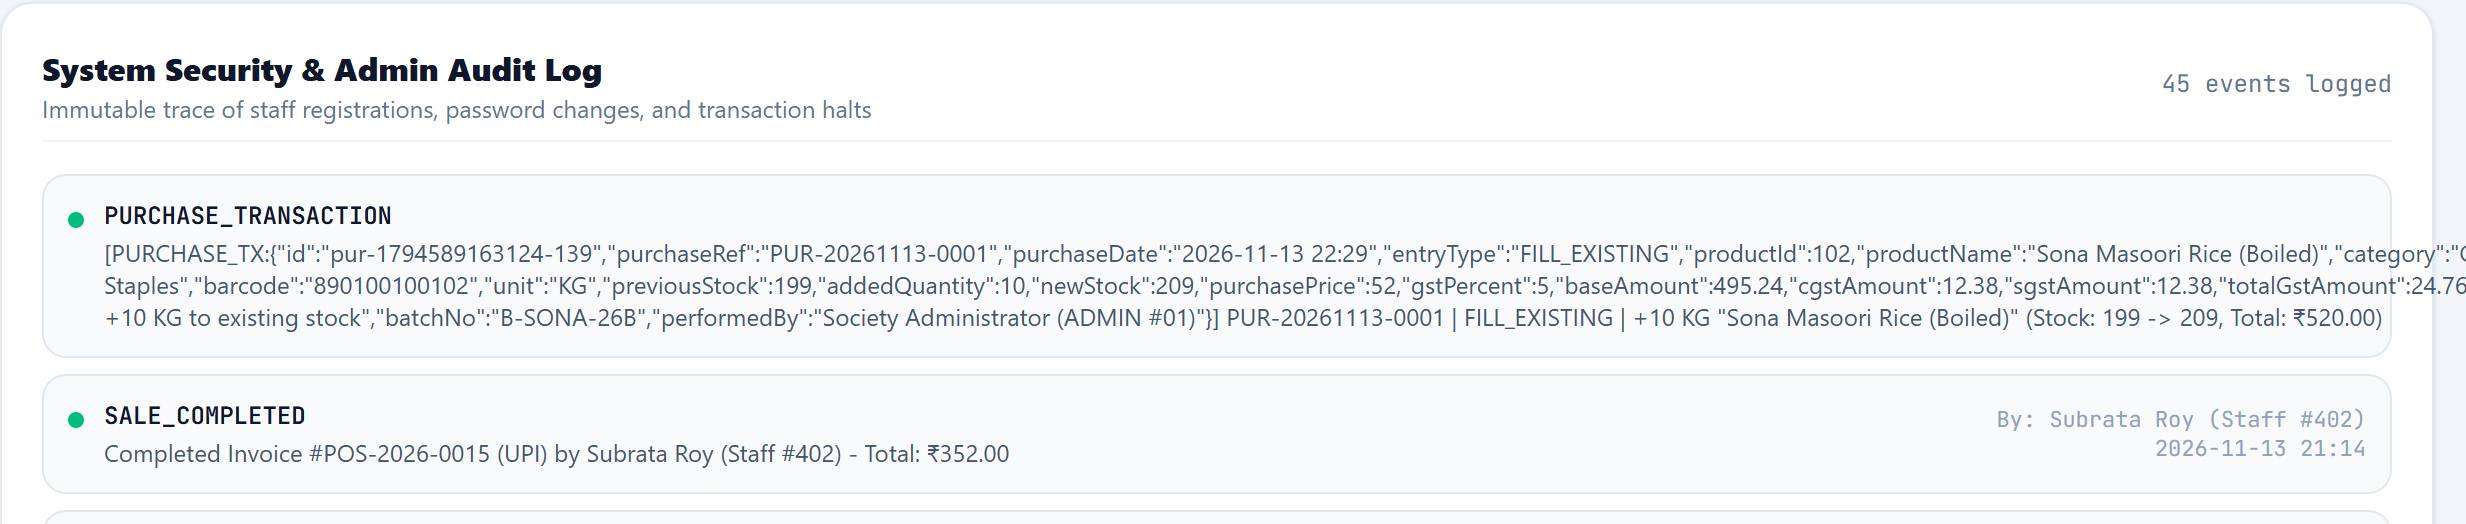 System Security & Admin Audit Log
Immutable trace of staff registrations, password changes, and transaction halts
45 events logged
PURCHASE_TRANSACTION
[PURCHASE_TX:{"id":"pur-1794589163124-139","purchaseRef":"PUR-20261113-0001","purchaseDate":"2026-11-13 22:29","entryType":"FILL_EXISTING","productId":102,"productName":"Sona Masoori Rice (Boiled)","category":"
Staples","barcode":"890100100102","unit":"KG","previousStock":199,"addedQuantity":10,"newStock":209,"purchasePrice":52,"gstPercent":5,"baseAmount":495.24,"cgstAmount":12.38,"sgstAmount":12.38,"totalGstAmount":24.76
+10 KG to existing stock","batchNo":"B-SONA-26B","performedBy":"Society Administrator (ADMIN #01)"}] PUR-20261113-0001 | FILL_EXISTING | +10 KG "Sona Masoori Rice (Boiled)" (Stock: 199 -> 209, Total: ₹520.00)
SALE_COMPLETED
Completed Invoice #POS-2026-0015 (UPI) by Subrata Roy (Staff #402) - Total: ₹352.00
By: Subrata Roy (Staff #402)
2026-11-13 21:14